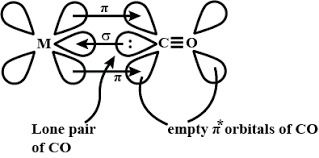 π
M σ : C≡O
π
Lone pair empty π* orbitals of CO
of CO